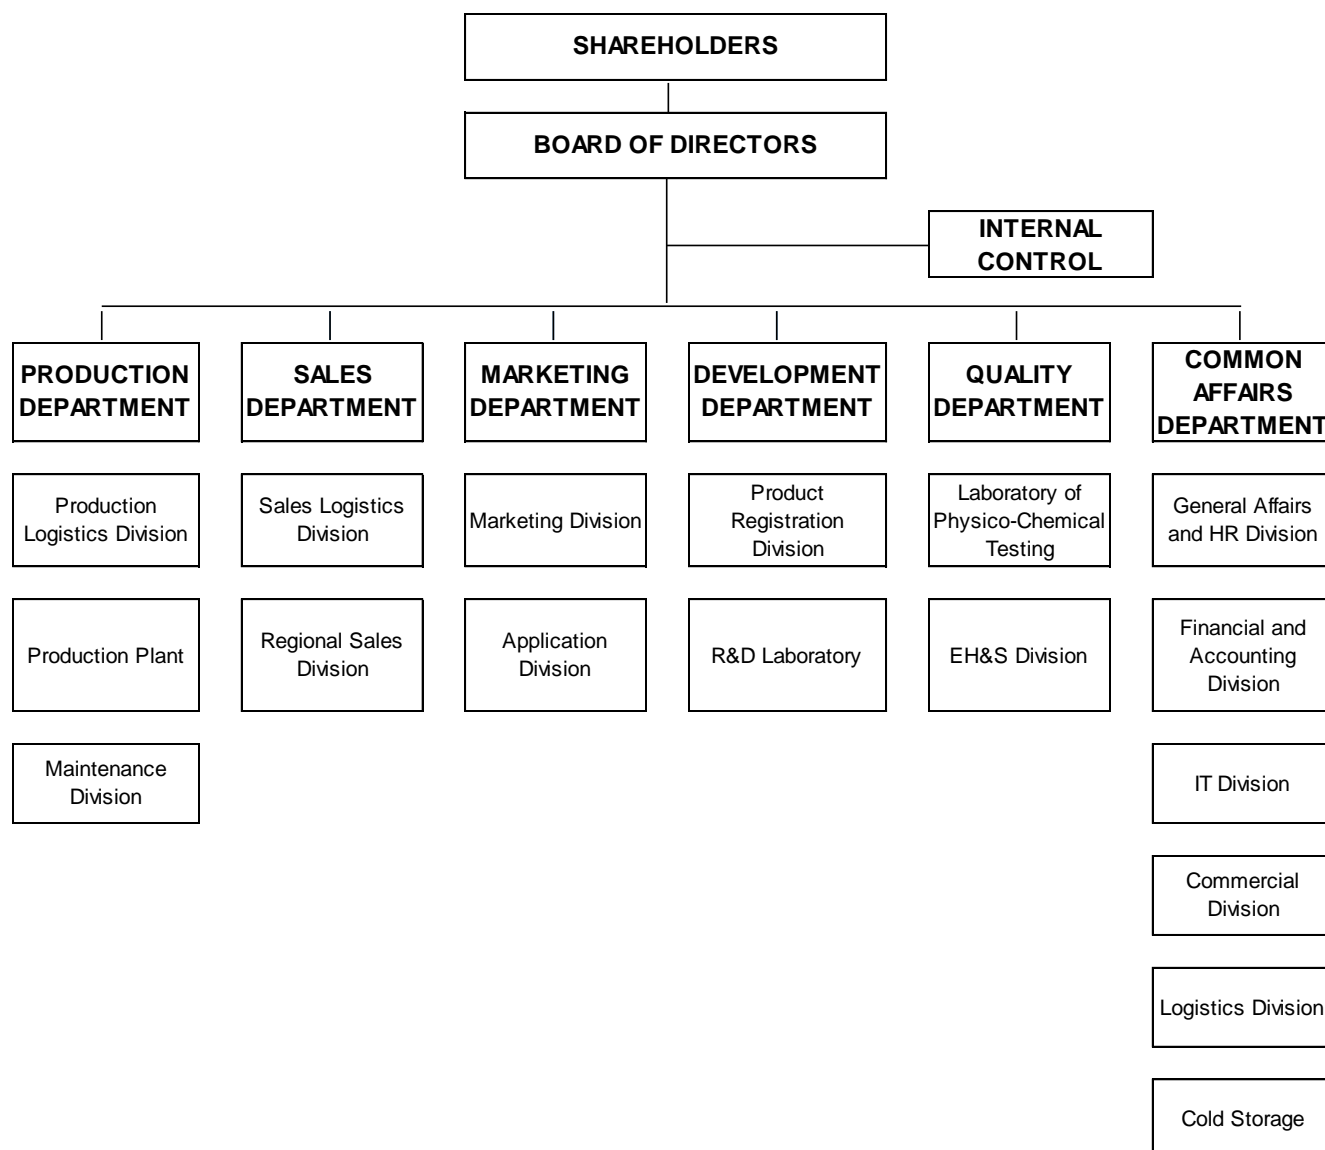 SHAREHOLDERS
BOARD OF DIRECTORS
INTERNAL
CONTROL
PRODUCTION
DEPARTMENT
SALES
DEPARTMENT
MARKETING
DEPARTMENT
DEVELOPMENT
DEPARTMENT
QUALITY
DEPARTMENT
COMMON
AFFAIRS
DEPARTMENT
Production
Logistics Division
Sales Logistics
Division
Marketing Division
Product
Registration
Division
Laboratory of
Physico-Chemical
Testing
General Affairs
and HR Division
Production Plant
Regional Sales
Division
Application
Division
R&D Laboratory
EH&S Division
Financial and
Accounting
Division
Maintenance
Division
IT Division
Commercial
Division
Logistics Division
Cold Storage